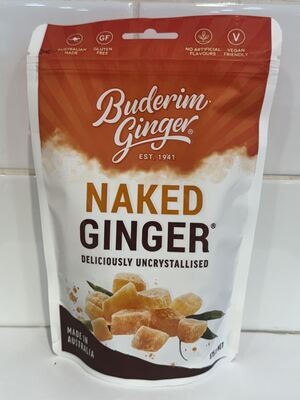 AUSTRALIAN MADE
GF
GLUTEN FREE
NO ARTIFICIAL FLAVOURS
V
VEGAN FRIENDLY
Buderim
Ginger®
EST. 1941
NAKED
GINGER®
DELICIOUSLY UNCRYSTALLISED
MADE IN
AUSTRALIA